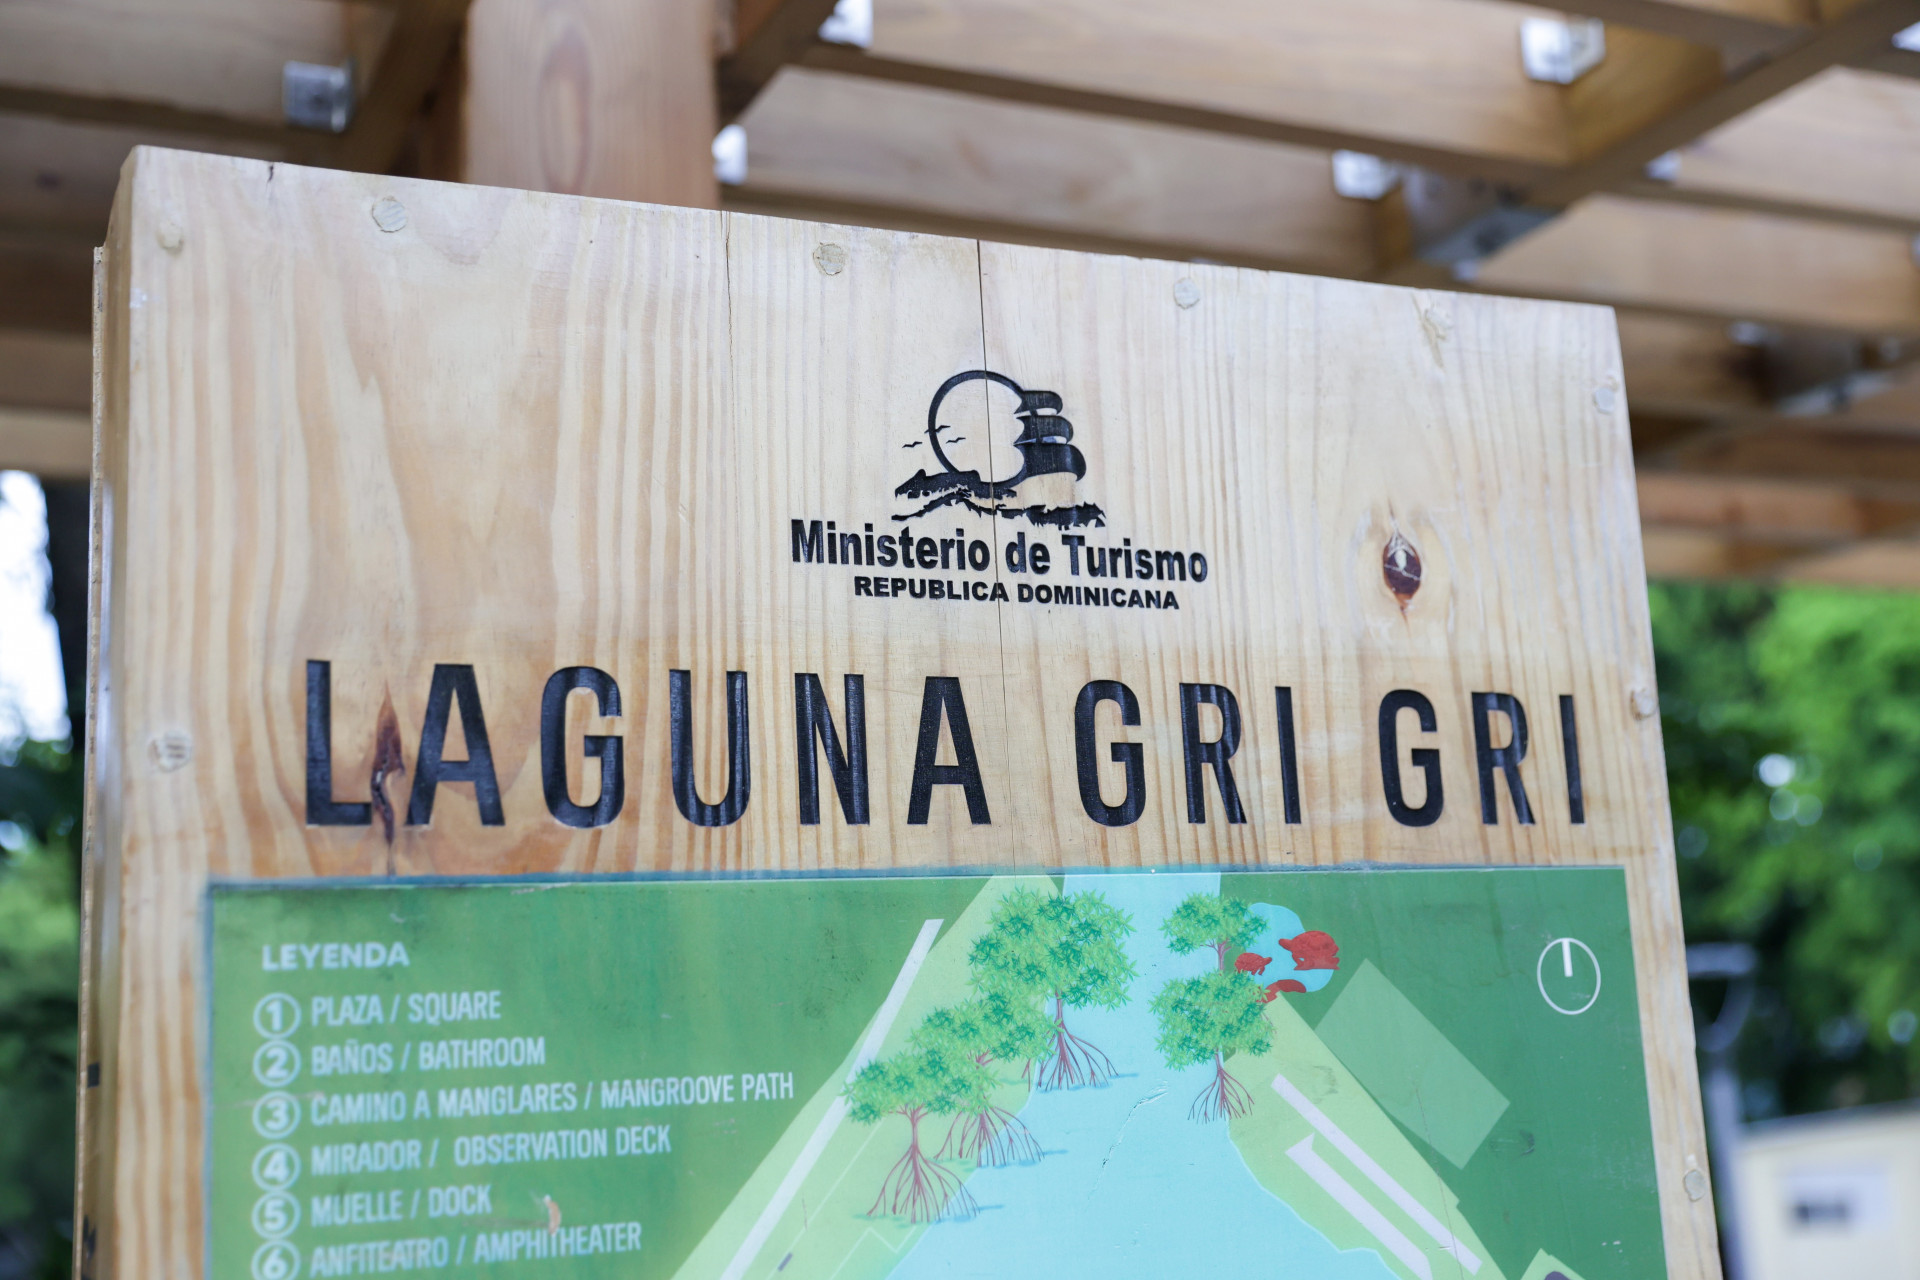 Ministerio de Turismo
REPUBLICA DOMINICANA
LAGUNA GRI GRI
LEYENDA
1 PLAZA / SQUARE
2 BAÑOS / BATHROOM
3 CAMINO A MANGLARES / MANGROOVE PATH
4 MIRADOR / OBSERVATION DECK
5 MUELLE / DOCK
6 ANFITEATRO / AMPHITHEATER